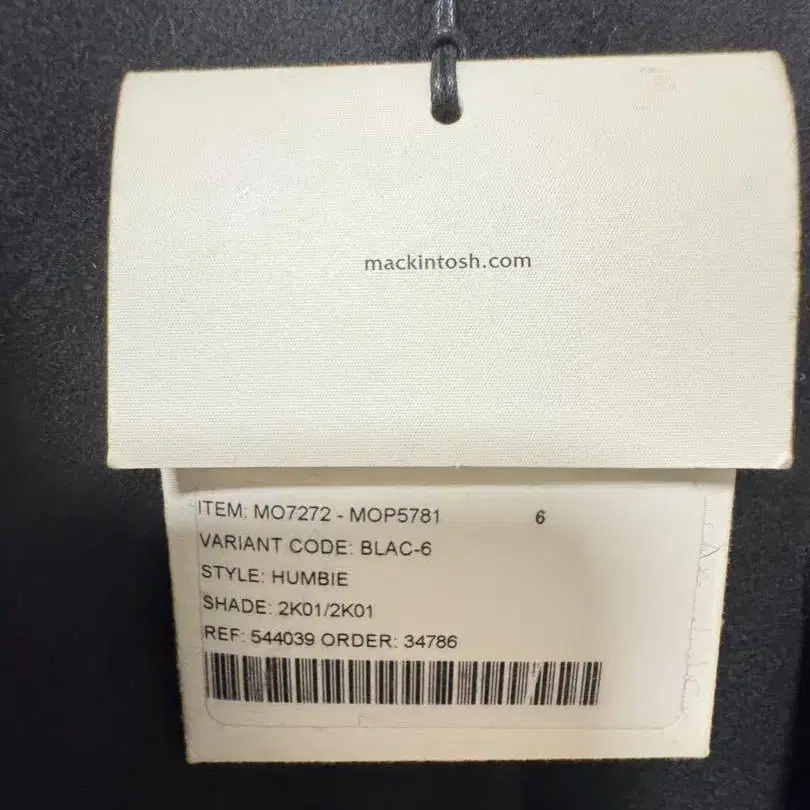 mackintosh.com
ITEM: MO7272 - MOP5781 6
VARIANT CODE: BLAC-6
STYLE: HUMBIE
SHADE: 2K01/2K01
REF: 544039 ORDER: 34786